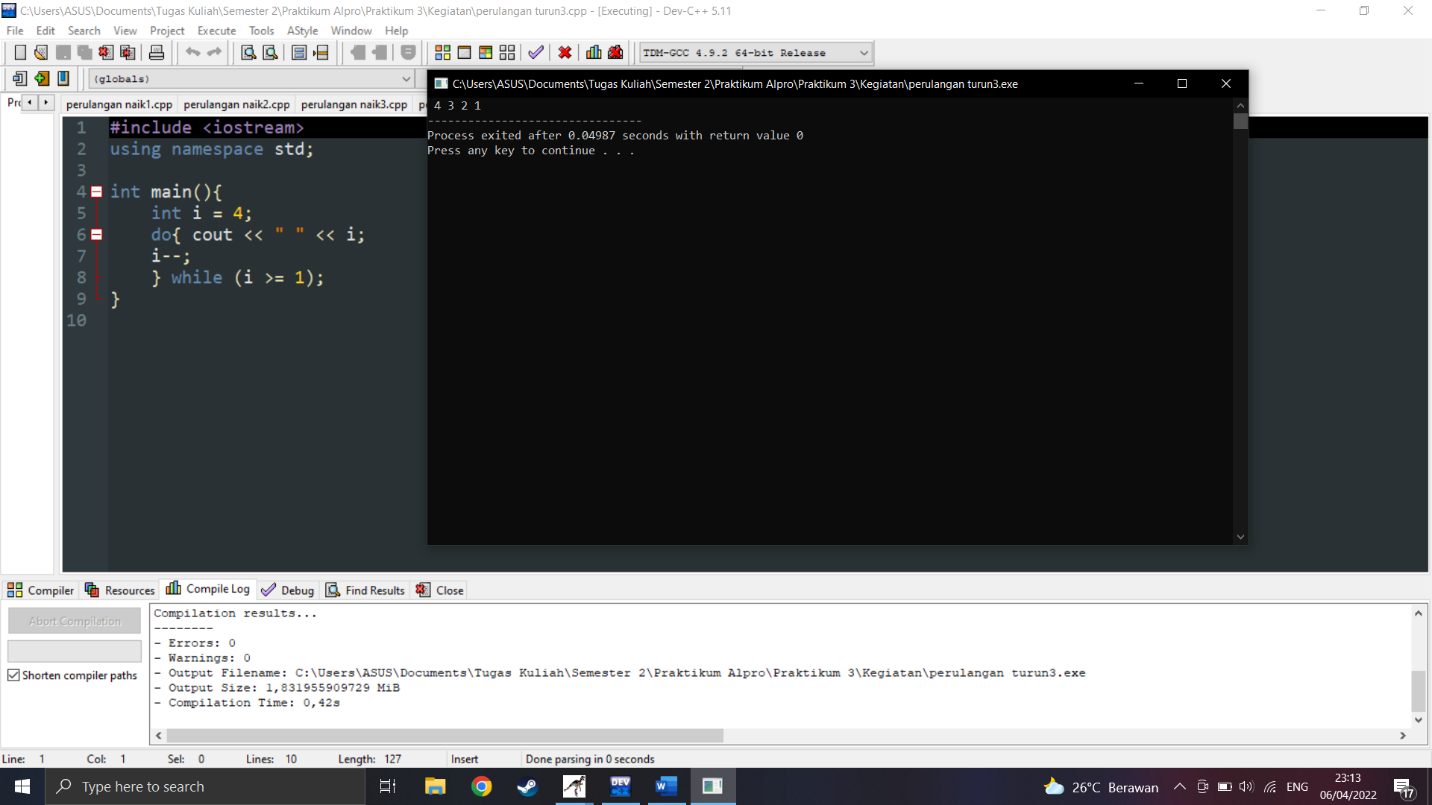 C:\Users\ASUS\Documents\Tugas Kuliah\Semester 2\Praktikum Alpro\Praktikum 3\Kegiatan\perulangan turun3.cpp - [Executing] - Dev-C++ 5.11
File Edit Search View Project Execute Tools AStyle Window Help
TDM-GCC 4.9.2 64-bit Release
(globals)
perulangan naik1.cpp perulangan naik2.cpp perulangan naik3.cpp
1 #include <iostream>
2 using namespace std;
3
4 int main(){
5 int i = 4;
6 do{ cout << " " << i;
7 i--;
8 } while (i >= 1);
9 }
10
C:\Users\ASUS\Documents\Tugas Kuliah\Semester 2\Praktikum Alpro\Praktikum 3\Kegiatan\perulangan turun3.exe
4 3 2 1
--------------------------------
Process exited after 0.04987 seconds with return value 0
Press any key to continue . . .
Compiler Resources Compile Log Debug Find Results Close
Abort Compilation
Shorten compiler paths
Compilation results...
--------
- Errors: 0
- Warnings: 0
- Output Filename: C:\Users\ASUS\Documents\Tugas Kuliah\Semester 2\Praktikum Alpro\Praktikum 3\Kegiatan\perulangan turun3.exe
- Output Size: 1,831955909729 MiB
- Compilation Time: 0,42s
Line: 1 Col: 1 Sel: 0 Lines: 10 Length: 127 Insert Done parsing in 0 seconds
Type here to search
26°C Berawan
ENG
23:13
06/04/2022
17